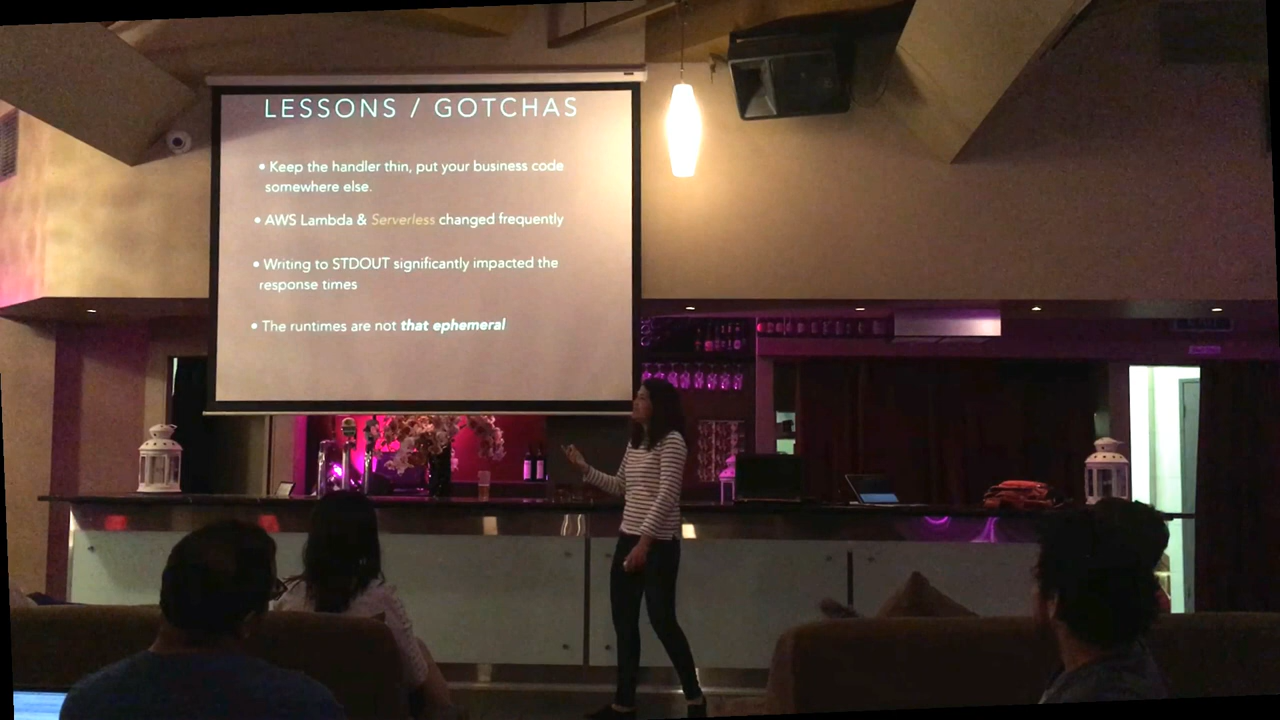 LESSONS / GOTCHAS
• Keep the handler thin, put your business code
somewhere else.
• AWS Lambda & Serverless changed frequently
• Writing to STDOUT significantly impacted the
response times
• The runtimes are not that ephemeral